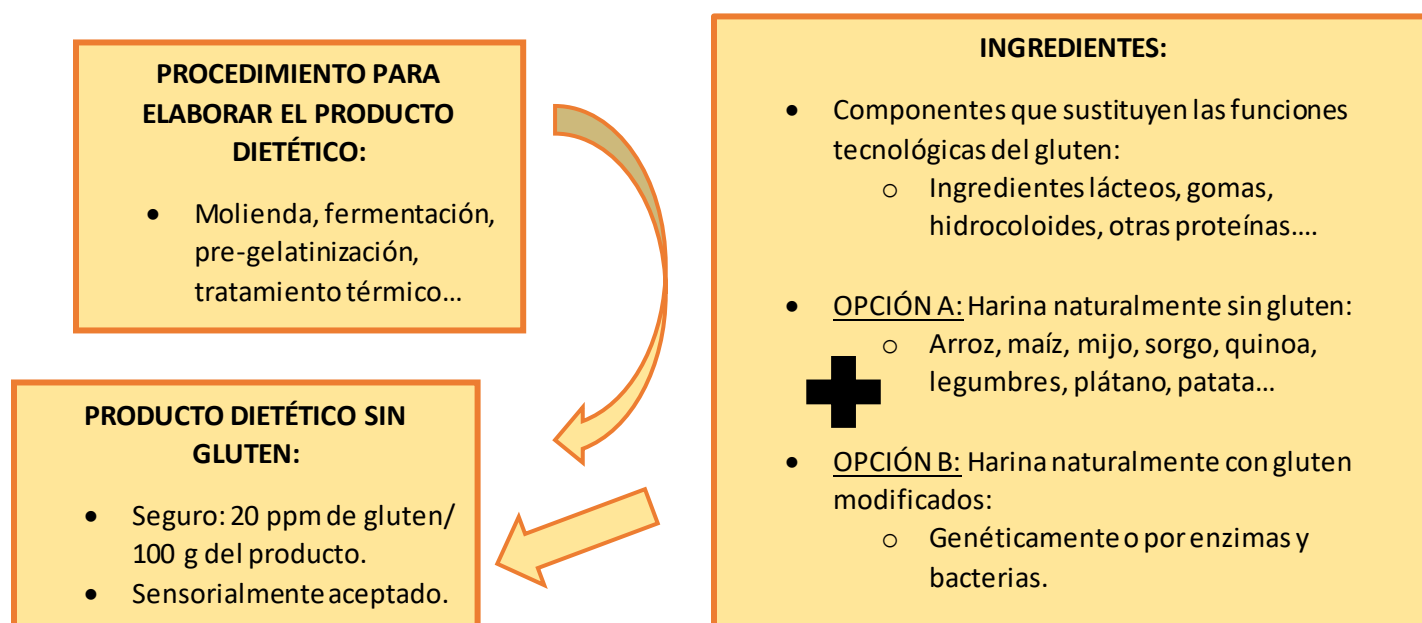 PROCEDIMIENTO PARA
ELABORAR EL PRODUCTO
DIETÉTICO:
• Molienda, fermentación,
pre-gelatinización,
tratamiento térmico...
PRODUCTO DIETÉTICO SIN
GLUTEN:
• Seguro: 20 ppm de gluten/
100 g del producto.
• Sensorialmente aceptado.
INGREDIENTES:
• Componentes que sustituyen las funciones
tecnológicas del gluten:
o Ingredientes lácteos, gomas,
hidrocoloides, otras proteínas....
• OPCIÓN A: Harina naturalmente sin gluten:
o Arroz, maíz, mijo, sorgo, quinoa,
legumbres, plátano, patata...
• OPCIÓN B: Harina naturalmente con gluten
modificados:
o Genéticamente o por enzimas y
bacterias.